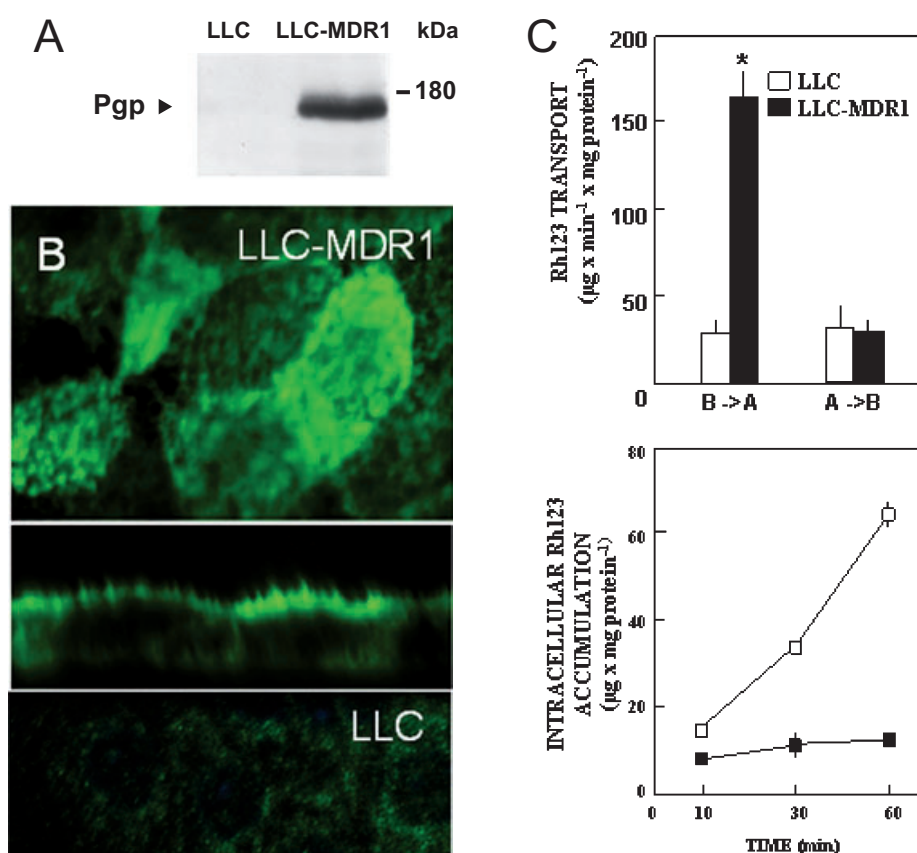 A
LLC LLC-MDR1 kDa
180
Pgp
B
LLC-MDR1
LLC
C
Rh123 TRANSPORT
(µg x min⁻¹ x mg protein⁻¹)
200
150
100
50
0
*
LLC
LLC-MDR1
B ->A A ->B
INTRACELLULAR Rh123
ACCUMULATION
(µg x mg protein⁻¹)
80
60
40
20
0
0 10 30 60
TIME (min)